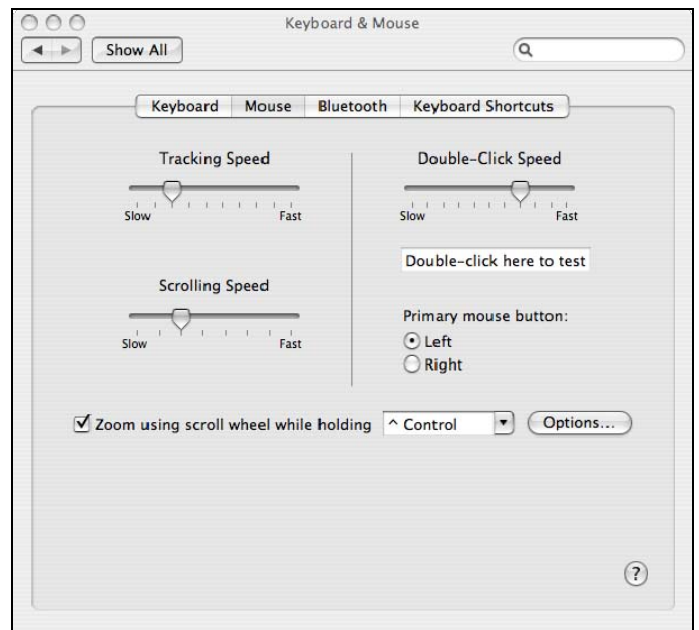 Keyboard & Mouse
Show All
Keyboard Mouse Bluetooth Keyboard Shortcuts
Tracking Speed
Slow Fast
Scrolling Speed
Slow Fast
Double-Click Speed
Slow Fast
Double-click here to test
Primary mouse button:
Left
Right
Zoom using scroll wheel while holding ^ Control Options...
?